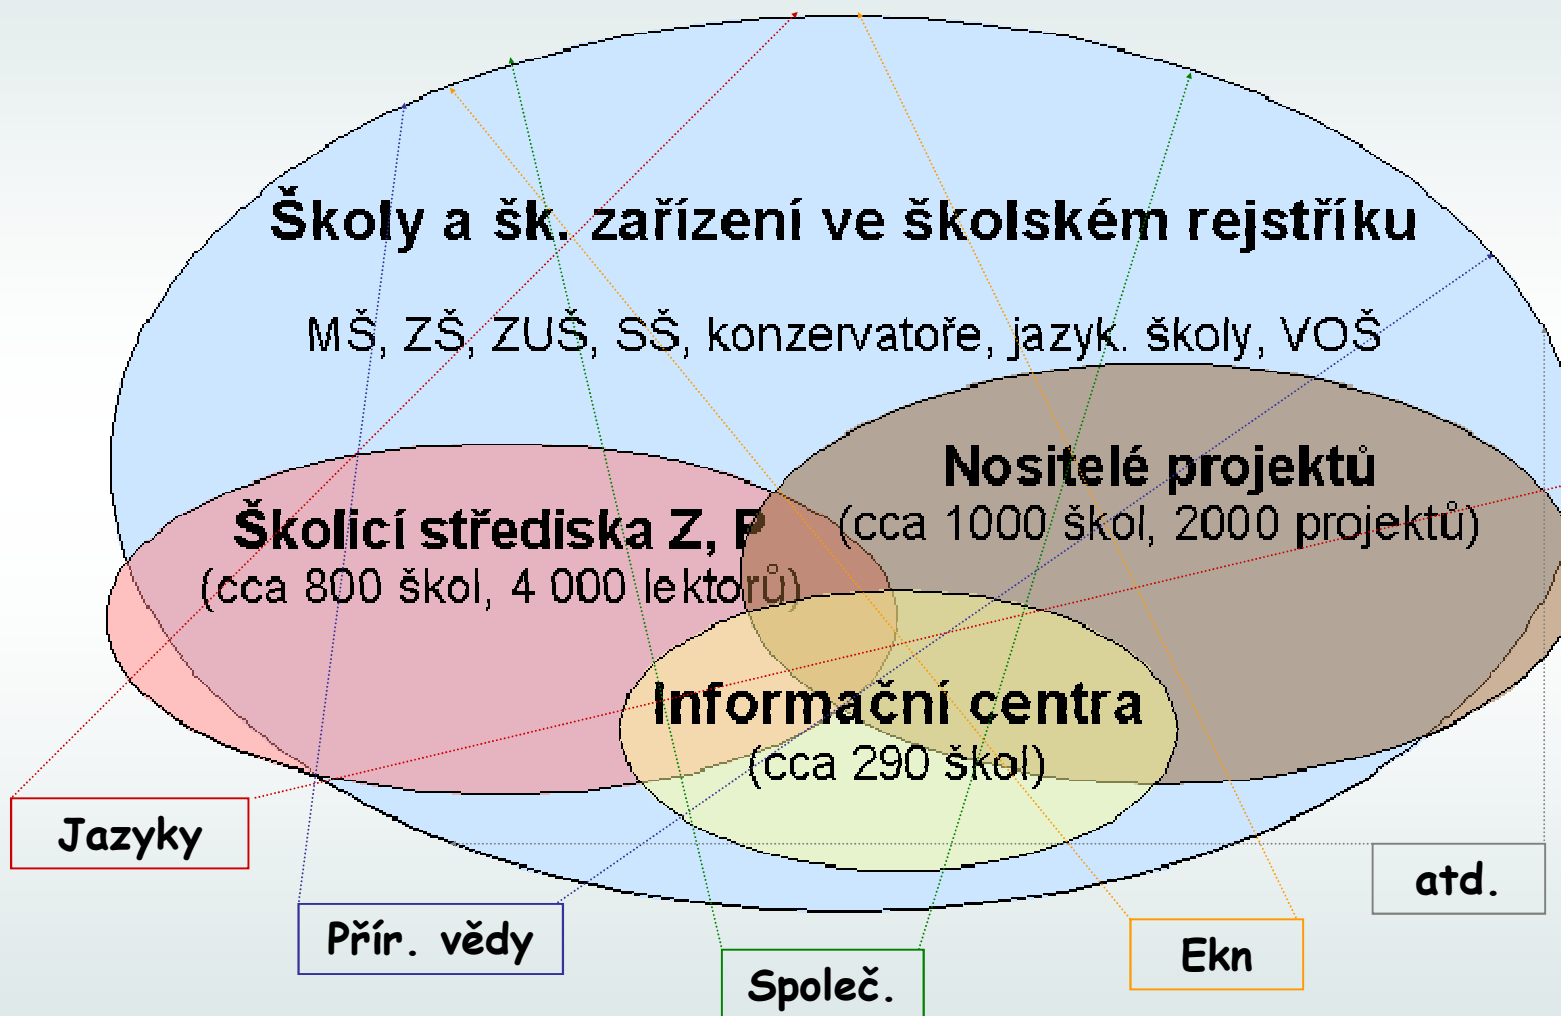 Školy a šk. zařízení ve školském rejstříku
MŠ, ZŠ, ZUŠ, SŠ, konzervatoře, jazyk. školy, VOŠ
Nositelé projektů
(cca 1000 škol, 2000 projektů)
Školicí střediska Z, P
(cca 800 škol, 4 000 lektorů)
Informační centra
(cca 290 škol)
Jazyky
atd.
Přír. vědy
Ekn
Společ.